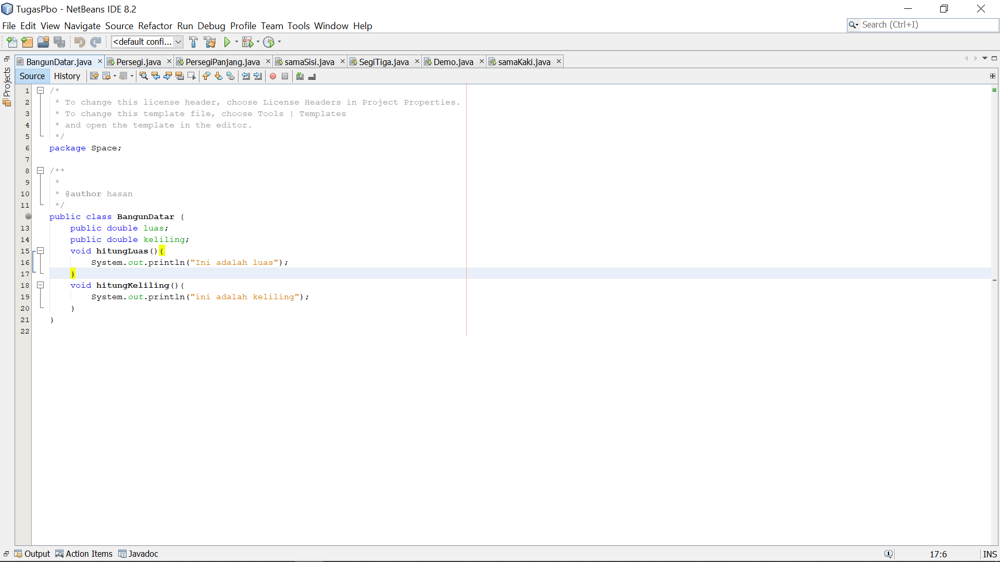 TugasPbo - NetBeans IDE 8.2
File Edit View Navigate Source Refactor Run Debug Profile Team Tools Window Help
Search (Ctrl+I)
<default confi...
Projects
BangunDatar.java Persegi.java PersegiPanjang.java samaSisi.java SegiTiga.java Demo.java samaKaki.java
Source History
1 /*
2 * To change this license header, choose License Headers in Project Properties.
3 * To change this template file, choose Tools | Templates
4 * and open the template in the editor.
5 */
6 package Space;
7
8 /**
9 *
10 * @author hasan
11 */
public class BangunDatar {
13 public double luas;
14 public double keliling;
15 void hitungLuas(){
16 System.out.println("Ini adalah luas");
17 }
18 void hitungKeliling(){
19 System.out.println("ini adalah keliling");
20 }
21 }
22
Output Action Items Javadoc
17:6 INS